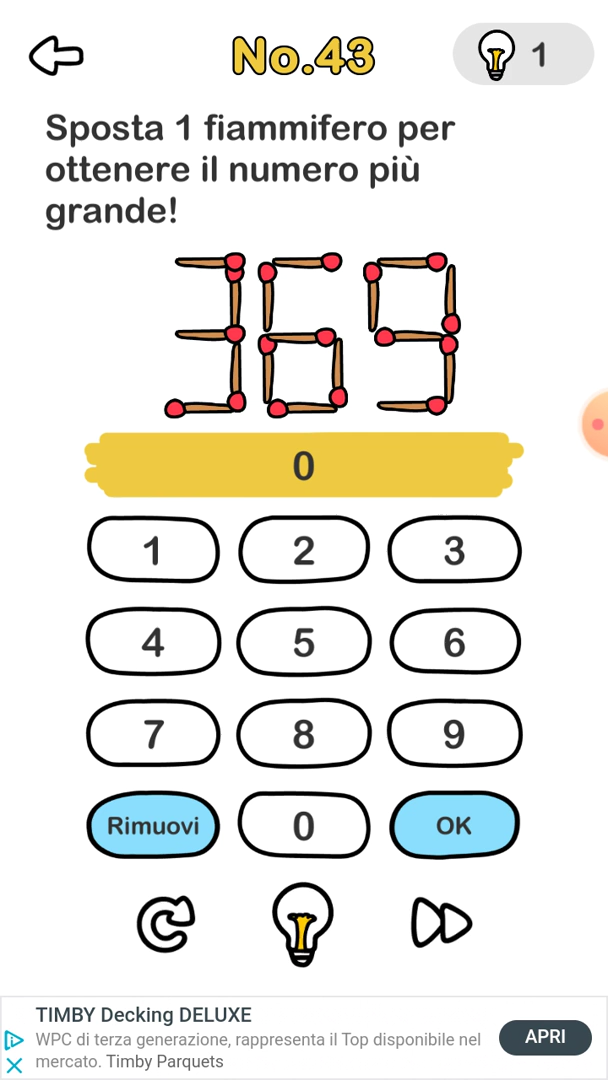 No.43
1
Sposta 1 fiammifero per
ottenere il numero più
grande!
369
0
1 2 3
4 5 6
7 8 9
Rimuovi 0 OK
TIMBY Decking DELUXE
WPC di terza generazione, rappresenta il Top disponibile nel
mercato. Timby Parquets
APRI